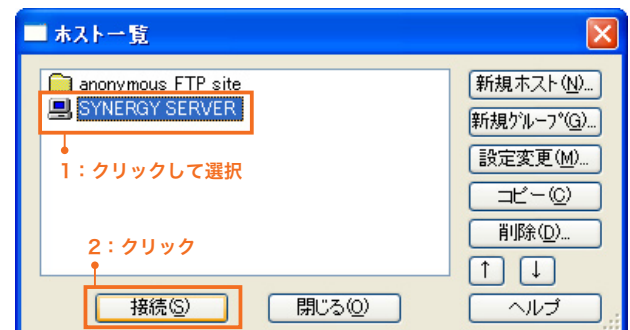 ホスト一覧
anonymous FTP site
SYNERGY SERVER
1：クリックして選択
2：クリック
接続(S)
閉じる(O)
新規ホスト(N)...
新規グループ(G)...
設定変更(M)...
コピー(C)
削除(D)...
↑ ↓
ヘルプ